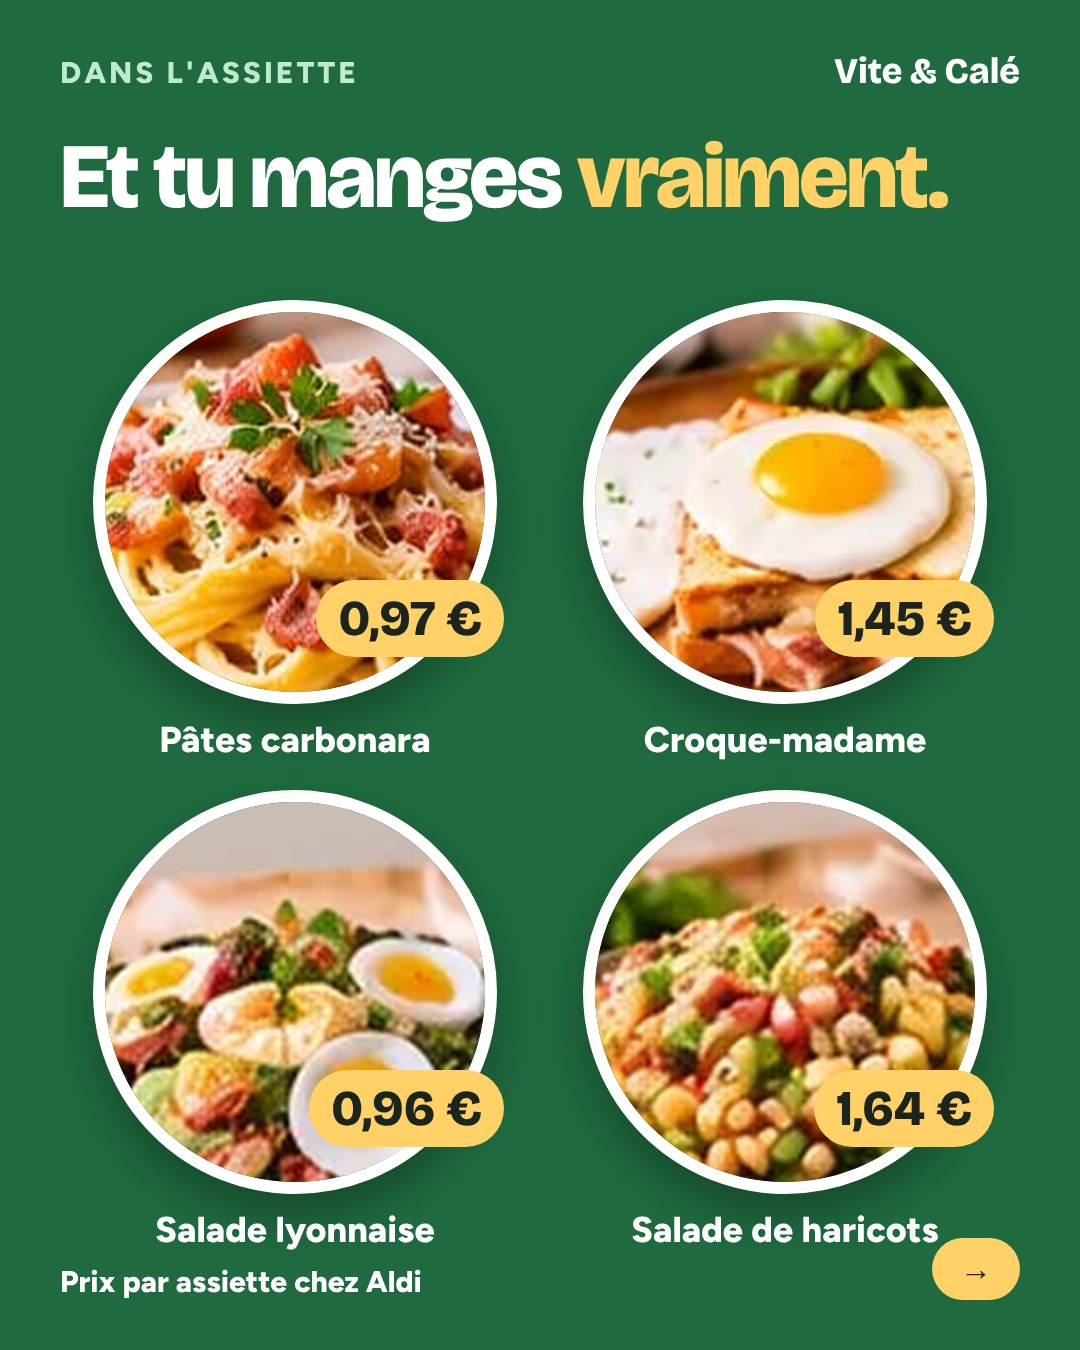 DANS L'ASSIETTE
Vite & Calé
Et tu manges vraiment.
0,97 €
1,45 €
Pâtes carbonara
Croque-madame
0,96 €
1,64 €
Salade lyonnaise
Salade de haricots
Prix par assiette chez Aldi
→